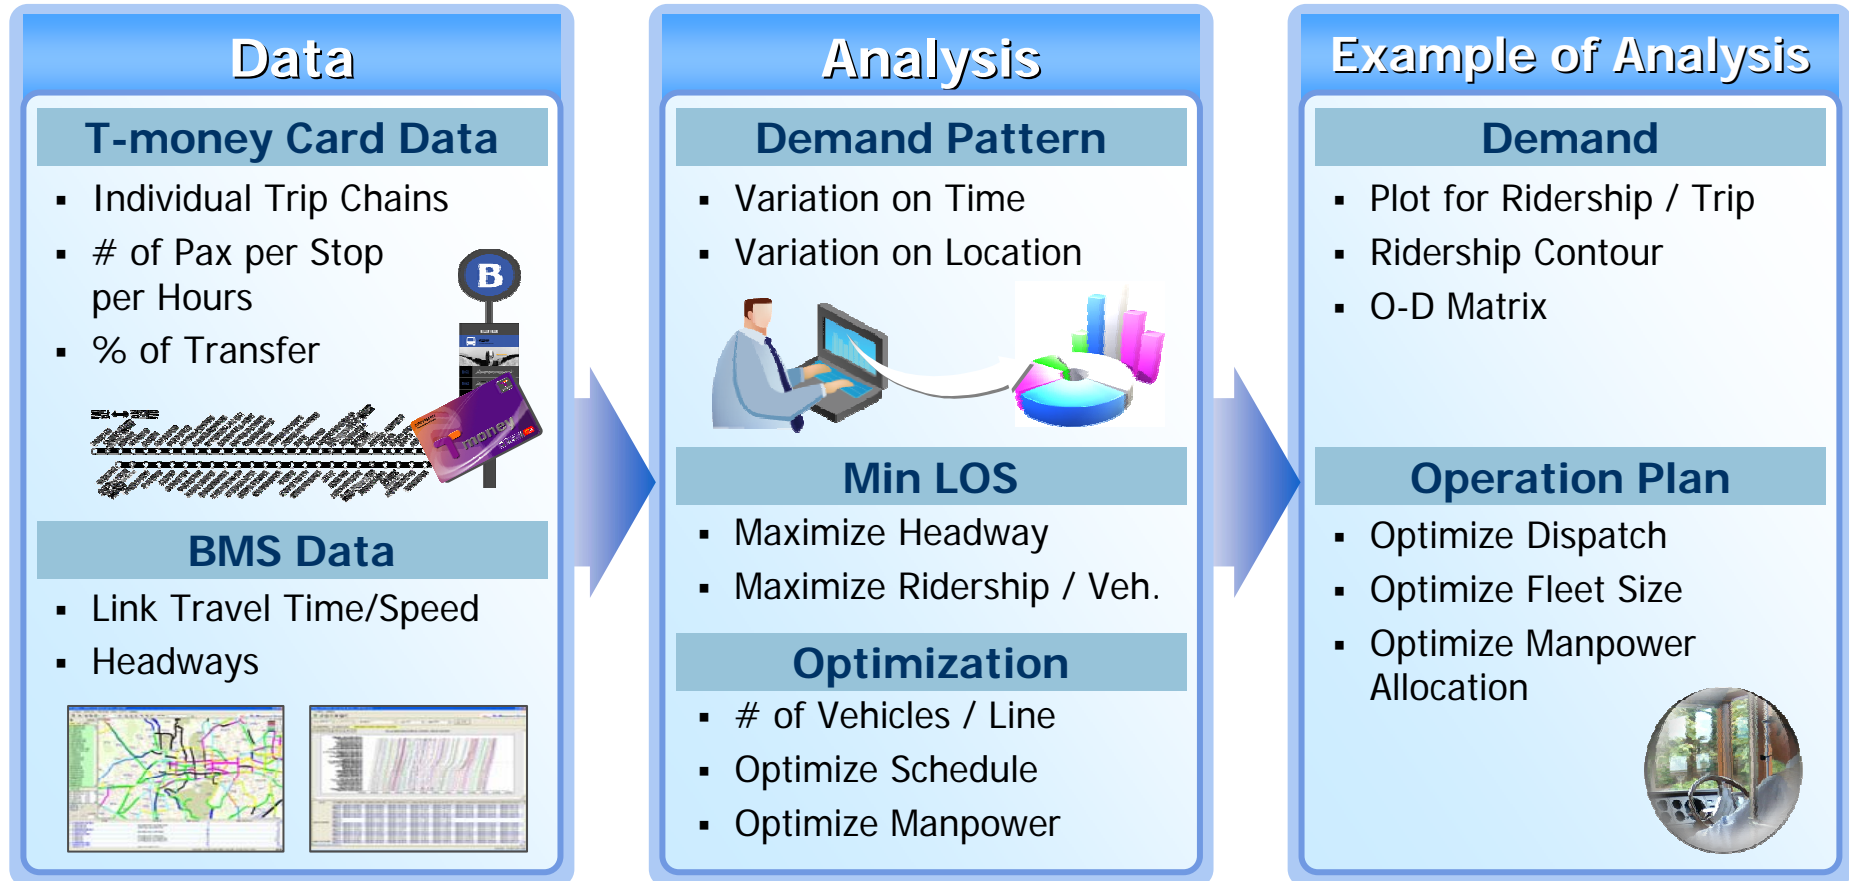 Data
T-money Card Data
▪ Individual Trip Chains
▪ # of Pax per Stop
per Hours
▪ % of Transfer
B
T money
BMS Data
▪ Link Travel Time/Speed
▪ Headways
Analysis
Demand Pattern
▪ Variation on Time
▪ Variation on Location
Min LOS
▪ Maximize Headway
▪ Maximize Ridership / Veh.
Optimization
▪ # of Vehicles / Line
▪ Optimize Schedule
▪ Optimize Manpower
Example of Analysis
Demand
▪ Plot for Ridership / Trip
▪ Ridership Contour
▪ O-D Matrix
Operation Plan
▪ Optimize Dispatch
▪ Optimize Fleet Size
▪ Optimize Manpower
Allocation